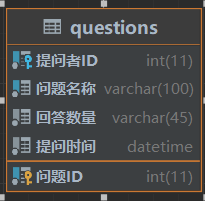 questions
提问者ID int(11)
问题名称 varchar(100)
回答数量 varchar(45)
提问时间 datetime
问题ID int(11)